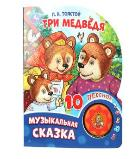 Л. Н. ТОЛСТОЙ
ТРИ МЕДВЕДЯ
10
ПЕСЕНОК
МУЗЫКАЛЬНАЯ
СКАЗКА